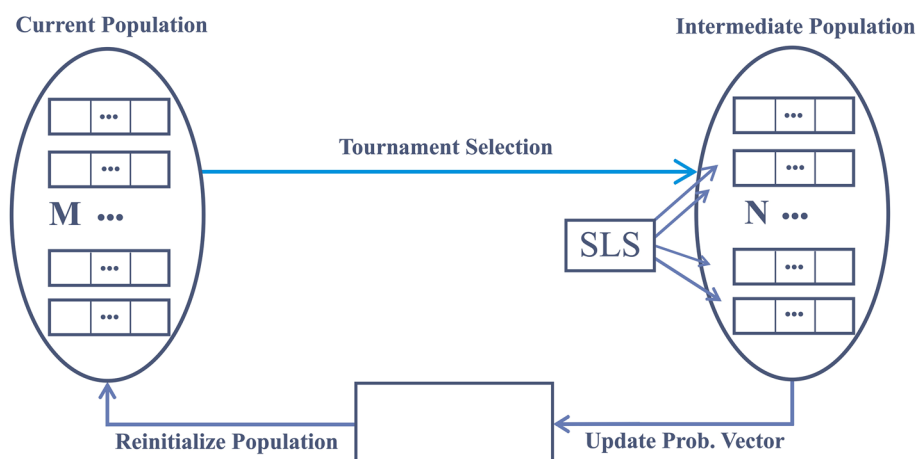 Current Population
Intermediate Population
•••
•••
•••
•••
Tournament Selection
M •••
N •••
SLS
•••
•••
•••
•••
Reinitialize Population
Update Prob. Vector